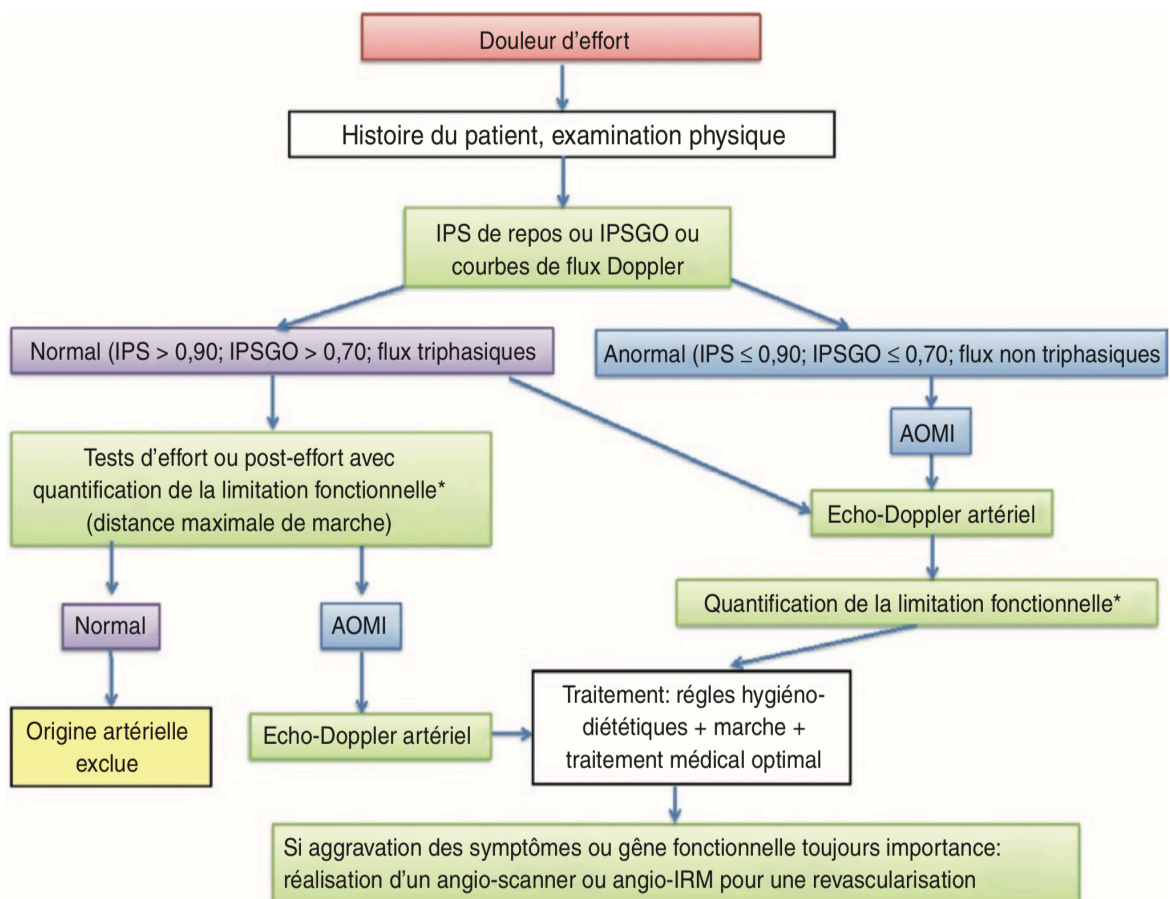 Douleur d'effort
Histoire du patient, examination physique
IPS de repos ou IPSGO ou
courbes de flux Doppler
Normal (IPS > 0,90; IPSGO > 0,70; flux triphasiques
Anormal (IPS ≤ 0,90; IPSGO ≤ 0,70; flux non triphasiques
AOMI
Tests d'effort ou post-effort avec
quantification de la limitation fonctionnelle*
(distance maximale de marche)
Echo-Doppler artériel
Quantification de la limitation fonctionnelle*
Normal
AOMI
Origine artérielle
exclue
Echo-Doppler artériel
Traitement: régles hygiéno-
diététiques + marche +
traitement médical optimal
Si aggravation des symptômes ou gêne fonctionnelle toujours importance:
réalisation d'un angio-scanner ou angio-IRM pour une revascularisation